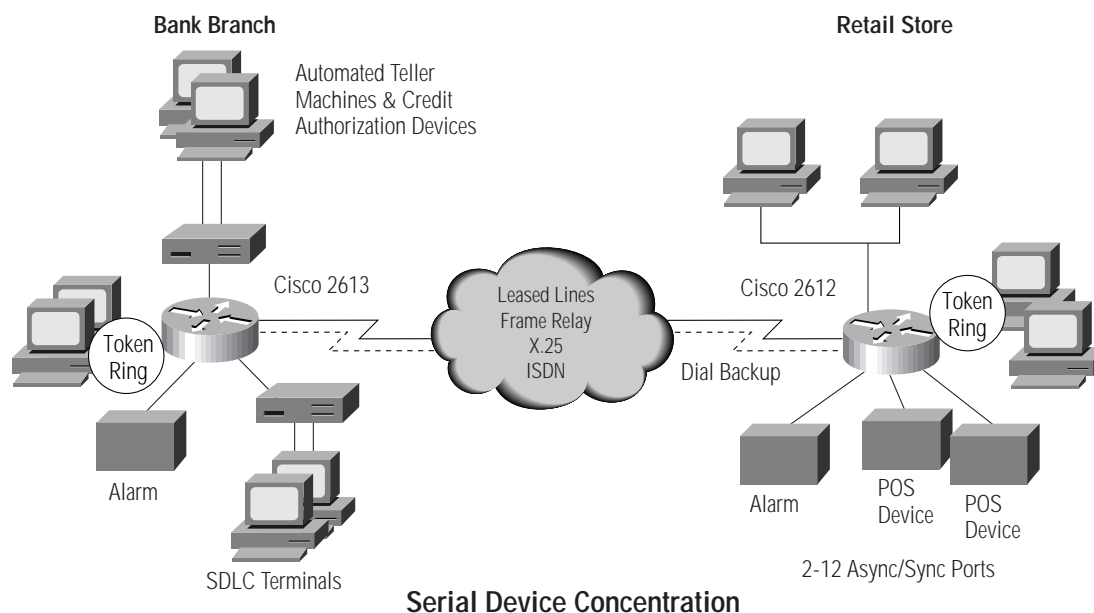 Bank Branch
Retail Store
Automated Teller
Machines & Credit
Authorization Devices
Cisco 2613
Token
Ring
Alarm
SDLC Terminals
Leased Lines
Frame Relay
X.25
ISDN
Dial Backup
Cisco 2612
Token
Ring
Alarm
POS
Device
POS
Device
2-12 Async/Sync Ports
Serial Device Concentration